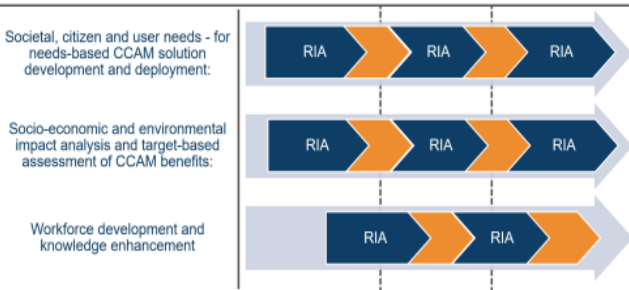 Societal, citizen and user needs - for
needs-based CCAM solution
development and deployment:
RIA RIA RIA
Socio-economic and environmental
impact analysis and target-based
assessment of CCAM benefits:
RIA RIA RIA
Workforce development and
knowledge enhancement
RIA RIA